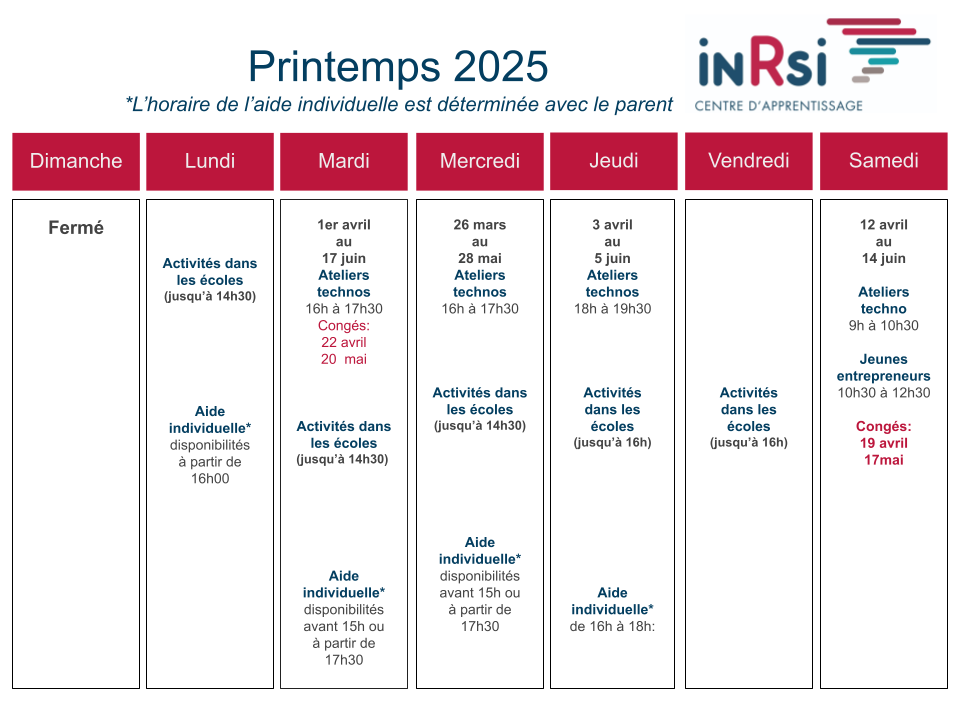 Printemps 2025
*L'horaire de l'aide individuelle est déterminée avec le parent
inRsi
CENTRE D'APPRENTISSAGE
Dimanche
Fermé
Lundi
Activités dans
les écoles
(jusqu'à 14h30)
Aide
individuelle*
disponibilités
à partir de
16h00
Mardi
1er avril
au
17 juin
Ateliers
technos
16h à 17h30
Congés:
22 avril
20 mai
Activités dans
les écoles
(jusqu'à 14h30)
Aide
individuelle*
disponibilités
avant 15h ou
à partir de
17h30
Mercredi
26 mars
au
28 mai
Ateliers
technos
16h à 17h30
Activités dans
les écoles
(jusqu'à 14h30)
Aide
individuelle*
disponibilités
avant 15h ou
à partir de
17h30
Jeudi
3 avril
au
5 juin
Ateliers
technos
18h à 19h30
Activités
dans les
écoles
(jusqu'à 16h)
Aide
individuelle*
de 16h à 18h:
Vendredi
Activités
dans les
écoles
(jusqu'à 16h)
Samedi
12 avril
au
14 juin
Ateliers
techno
9h à 10h30
Jeunes
entrepreneurs
10h30 à 12h30
Congés:
19 avril
17mai